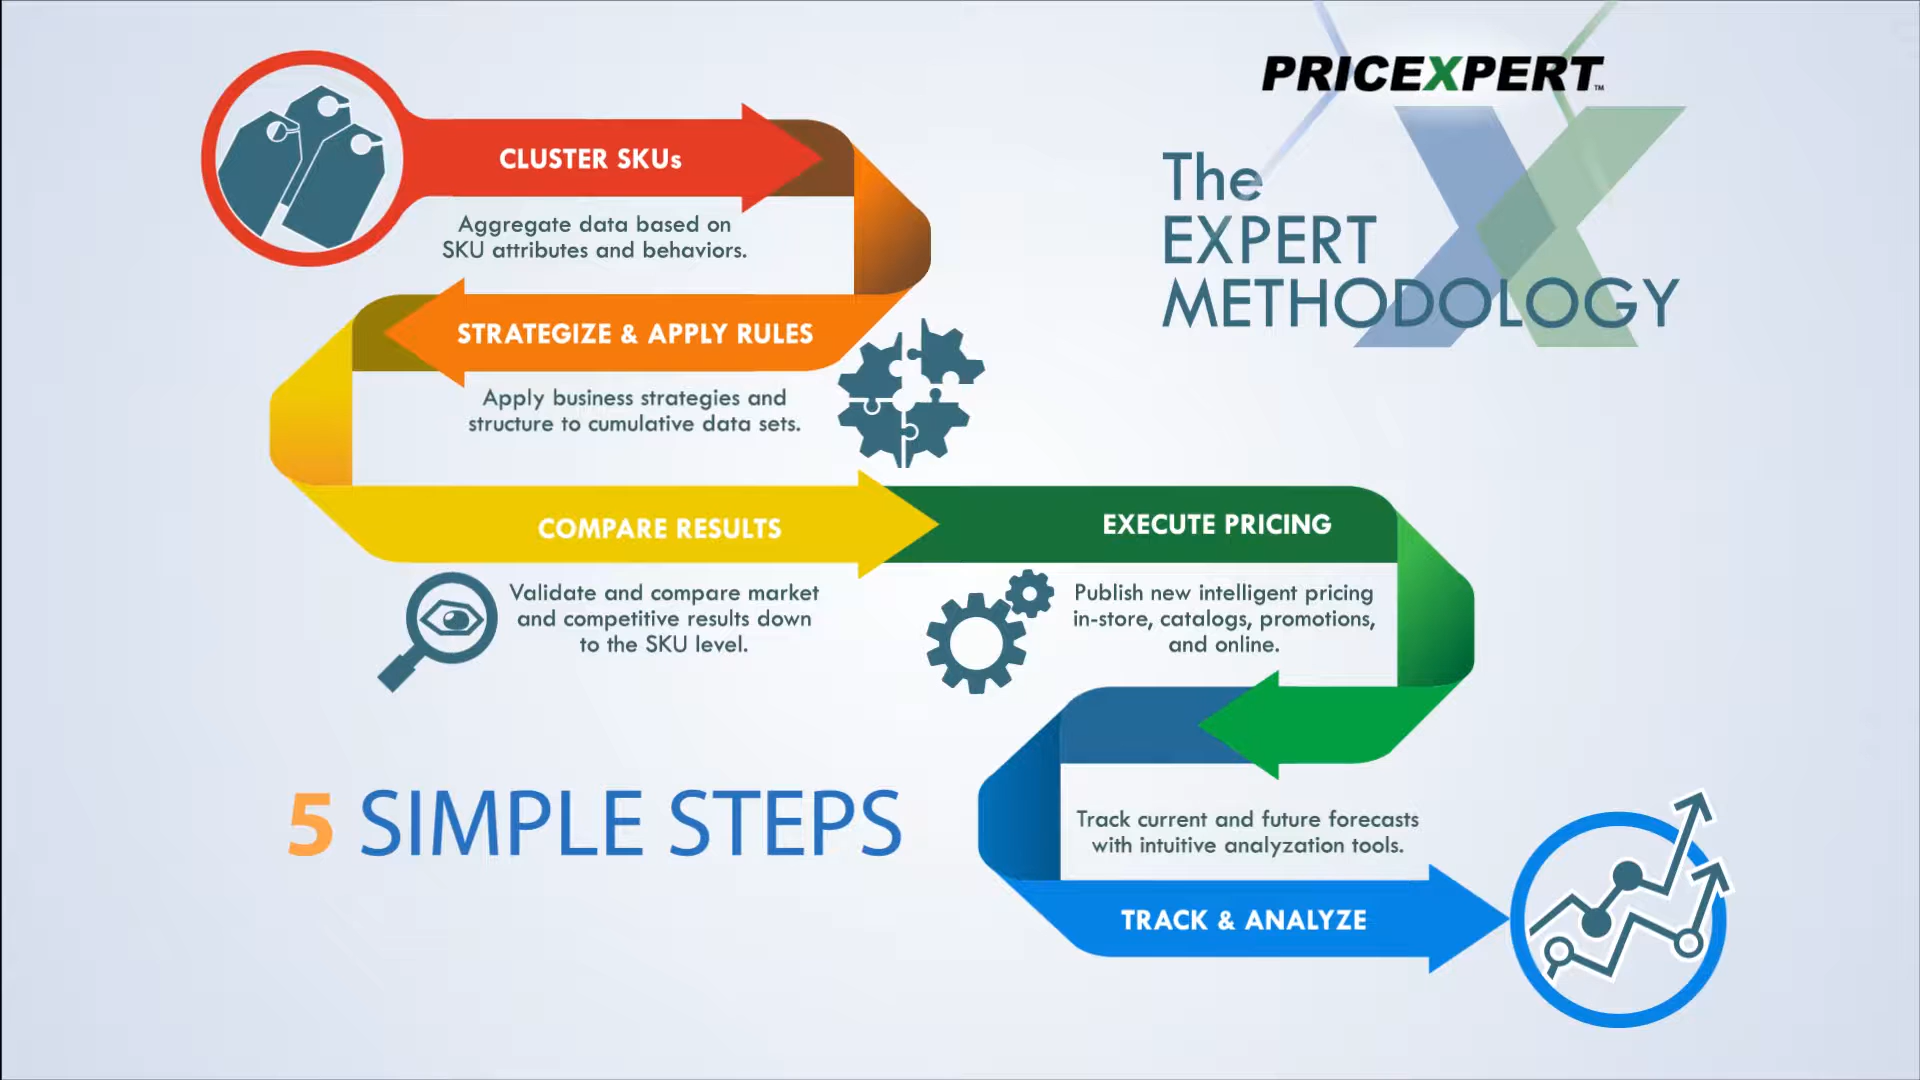 PRICEXPERT™
The
EXPERT
METHODOLOGY
CLUSTER SKUs
Aggregate data based on
SKU attributes and behaviors.
STRATEGIZE & APPLY RULES
Apply business strategies and
structure to cumulative data sets.
COMPARE RESULTS
Validate and compare market
and competitive results down
to the SKU level.
EXECUTE PRICING
Publish new intelligent pricing
in-store, catalogs, promotions,
and online.
5 SIMPLE STEPS
Track current and future forecasts
with intuitive analyzation tools.
TRACK & ANALYZE